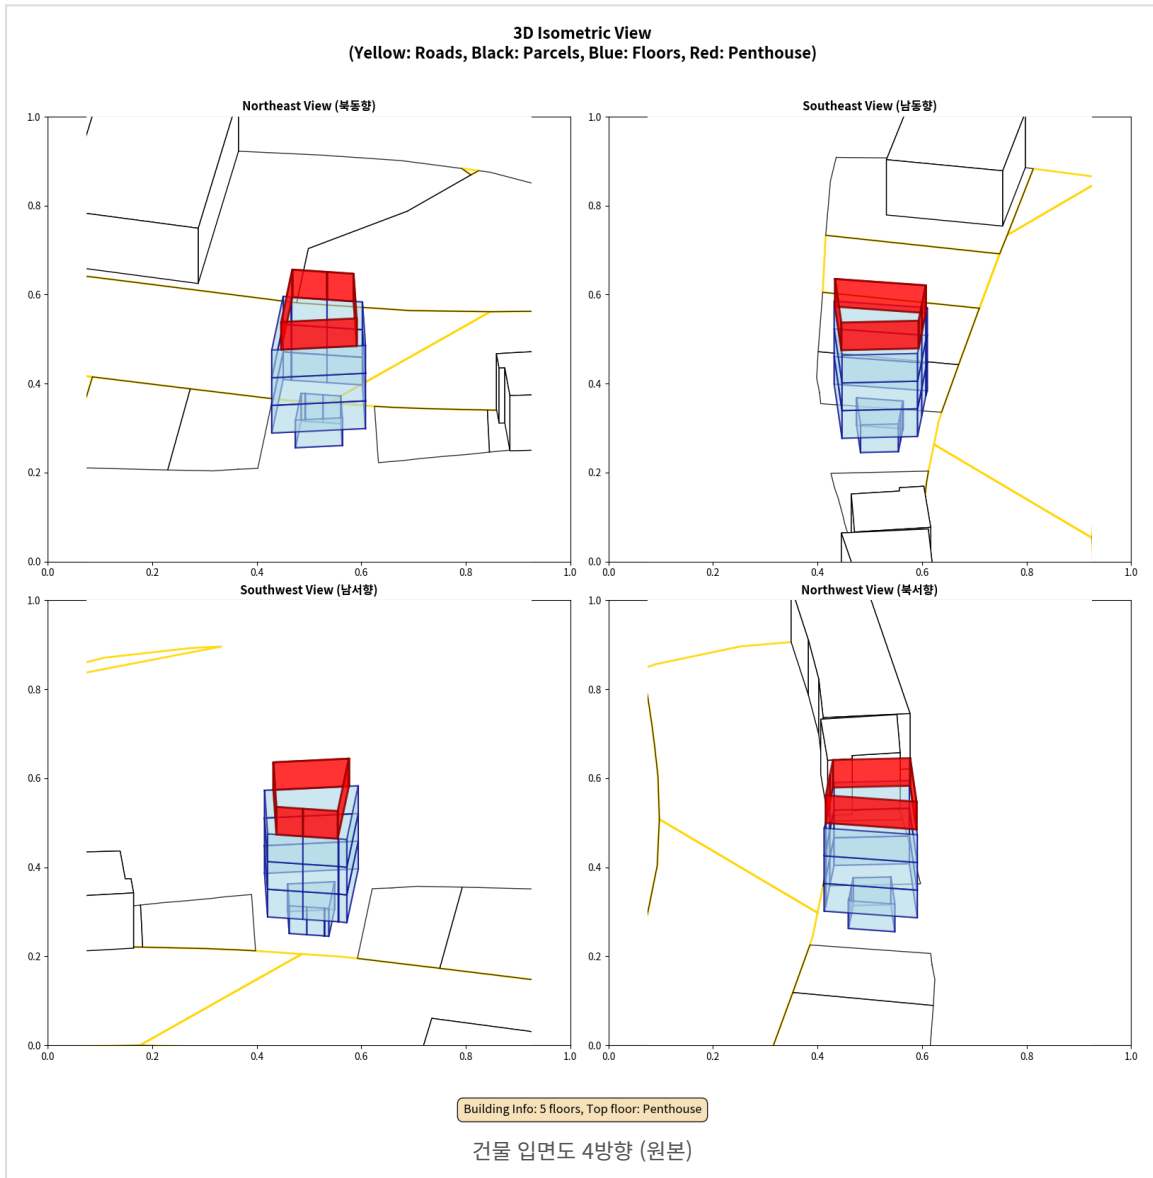 3D Isometric View
(Yellow: Roads, Black: Parcels, Blue: Floors, Red: Penthouse)
Northeast View (북동향)
1.0
0.8
0.6
0.4
0.2
0.0
0.0 0.2 0.4 0.6 0.8 1.0
Southeast View (남동향)
1.0
0.8
0.6
0.4
0.2
0.0
0.0 0.2 0.4 0.6 0.8 1.0
Southwest View (남서향)
1.0
0.8
0.6
0.4
0.2
0.0
0.0 0.2 0.4 0.6 0.8 1.0
Northwest View (북서향)
1.0
0.8
0.6
0.4
0.2
0.0
0.0 0.2 0.4 0.6 0.8 1.0
Building Info: 5 floors, Top floor: Penthouse
건물 입면도 4방향 (원본)